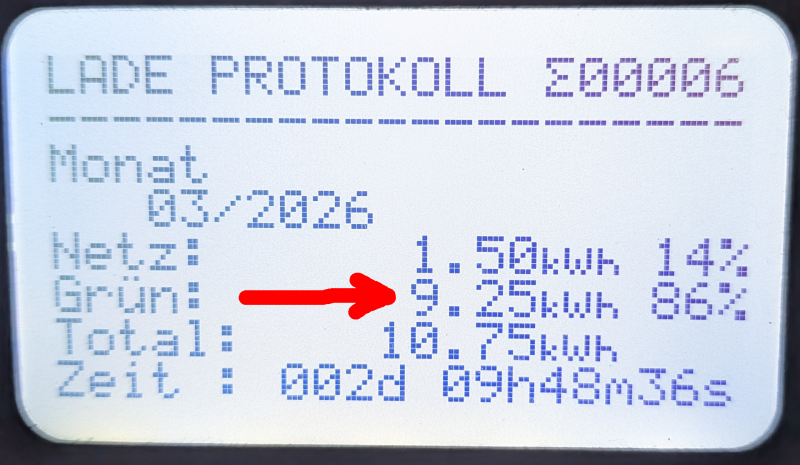 LADE PROTOKOLL Σ00006
Monat
03/2026
Netz: 1.50kWh 14%
Grün: 9.25kWh 86%
Total: 10.75kWh
Zeit : 002d 09h48m36s